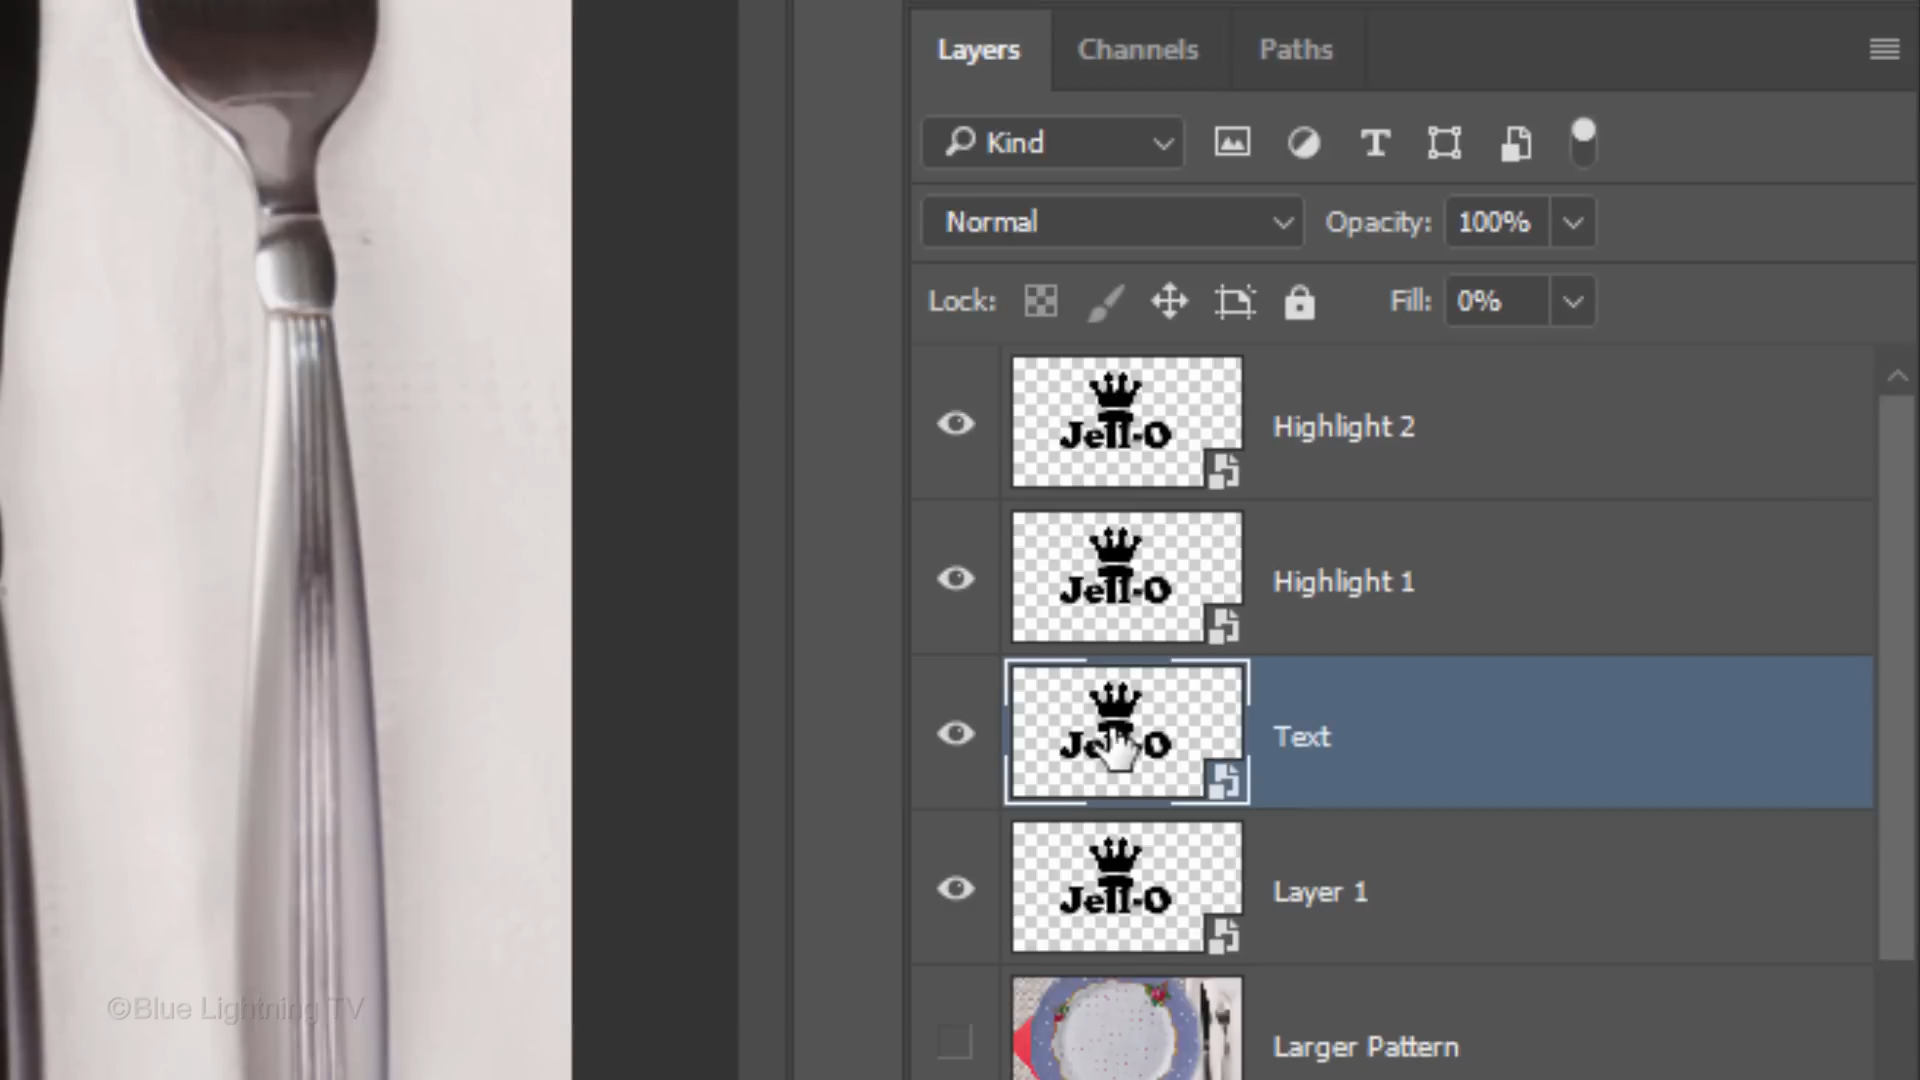 Layers Channels Paths
Kind
Normal Opacity: 100%
Lock: Fill: 0%
Jell-O Highlight 2
Jell-O Highlight 1
Je O Text
Jell-O Layer 1
Larger Pattern
©Blue Lightning TV